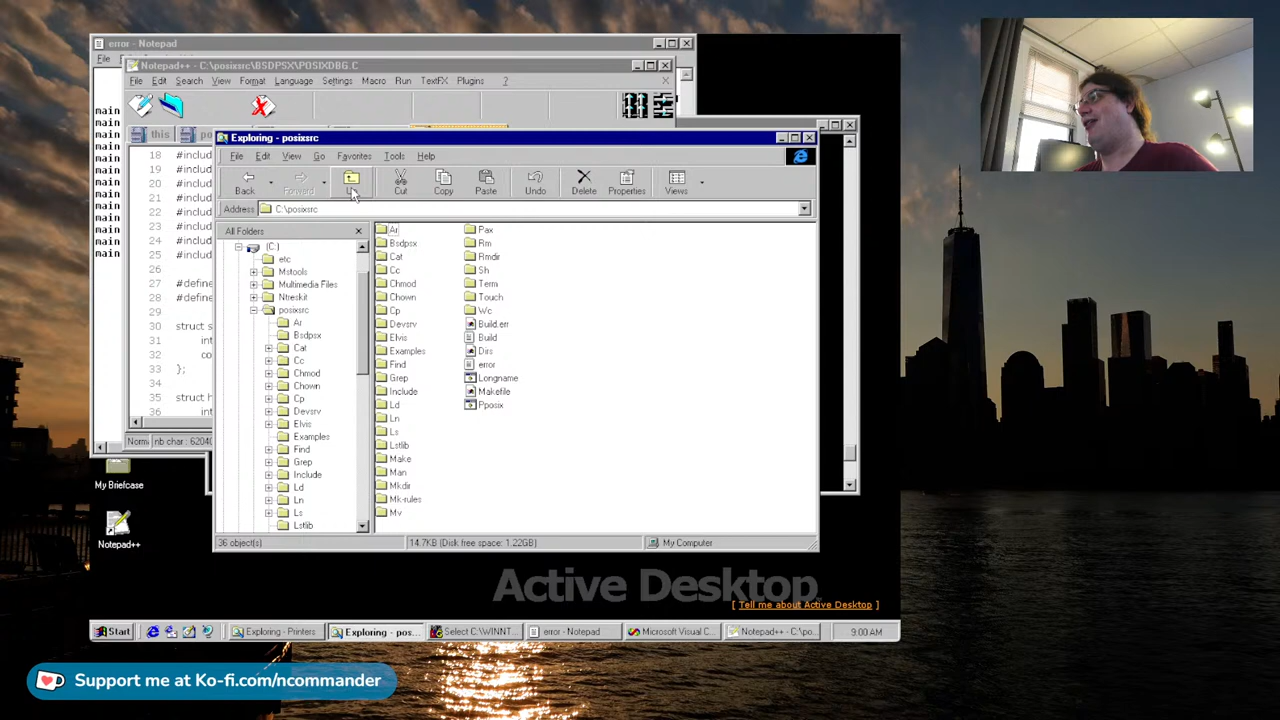 error - Notepad
File
Notepad++ - C:\posixsrc\BSDPSX\POSIXDBG.C
File Edit Search View Format Language Settings Macro Run TextFX Plugins ?
this
main
main
main
main
main
main
main
main
main
main
main
main
main
18 #includ
19 #includ
20 #includ
21 #includ
22 #includ
23 #includ
24 #includ
25 #includ
26
27 #define
28 #define
29
30 struct s
31 int
32 co
33 };
34
35 struct h
36 int
Normi nb char : 6204
Exploring - posixsrc
File Edit View Go Favorites Tools Help
Back Forward Up Cut Copy Paste Undo Delete Properties Views
Address C:\posixsrc
All Folders
(C:)
etc
Mstools
Multimedia Files
Ntreskit
posixsrc
Ar
Bsdpsx
Cat
Cc
Chmod
Chown
Cp
Devsrv
Elvis
Examples
Find
Grep
Include
Ld
Ln
Ls
Lstlib
Ar
Bsdpsx
Cat
Cc
Chmod
Chown
Cp
Devsrv
Elvis
Examples
Find
Grep
Include
Ld
Ln
Ls
Lstlib
Make
Man
Mkdir
Mk-rules
Mv
Pax
Rm
Rmdir
Sh
Term
Touch
Wc
Build.err
Build
Dirs
error
Longname
Makefile
Pposix
36 object(s) 14.7KB (Disk free space: 1.22GB) My Computer
My Briefcase
Notepad++
Active Desktop
[ Tell me about Active Desktop ]
Start Exploring - Printers Exploring - pos... Select C:\WINNT... error - Notepad Microsoft Visual C... Notepad++ - C:\po... 9:00 AM
Support me at Ko-fi.com/ncommander